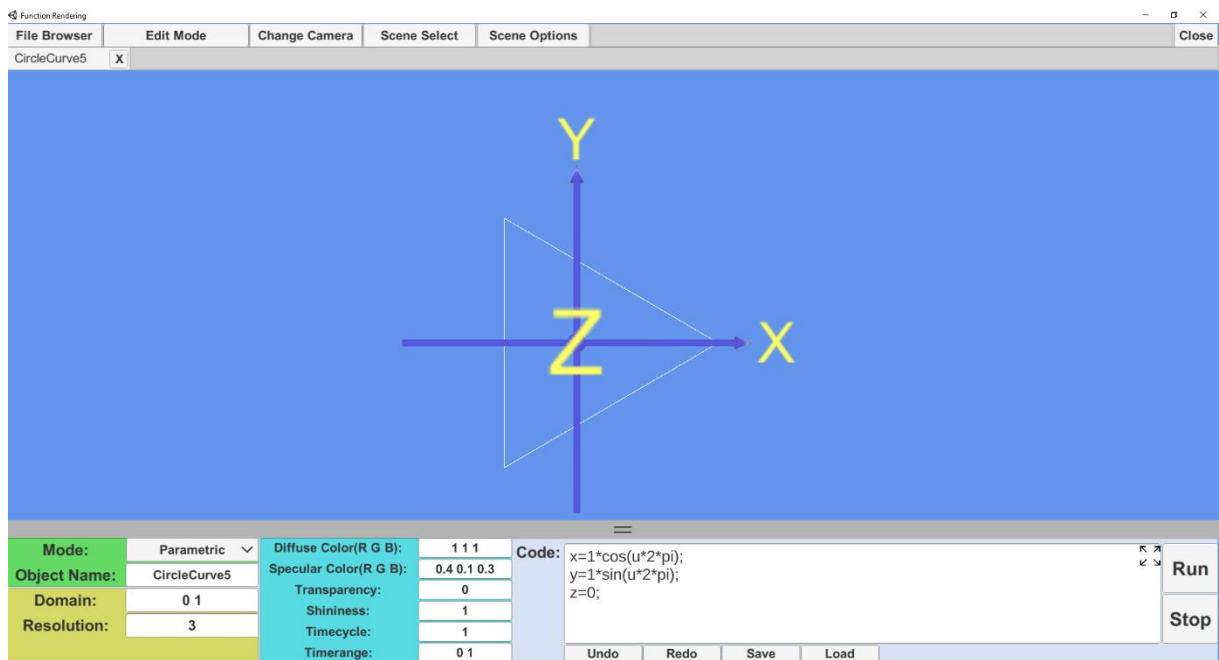 Function Rendering
File Browser Edit Mode Change Camera Scene Select Scene Options Close
CircleCurve5 X
Y
Z
X
Mode: Parametric
Object Name: CircleCurve5
Domain: 0 1
Resolution: 3
Diffuse Color(R G B): 1 1 1
Specular Color(R G B): 0.4 0.1 0.3
Transparency: 0
Shininess: 1
Timecycle: 1
Timerange: 0 1
Code:
x=1*cos(u*2*pi);
y=1*sin(u*2*pi);
z=0;
Run
Stop
Undo Redo Save Load